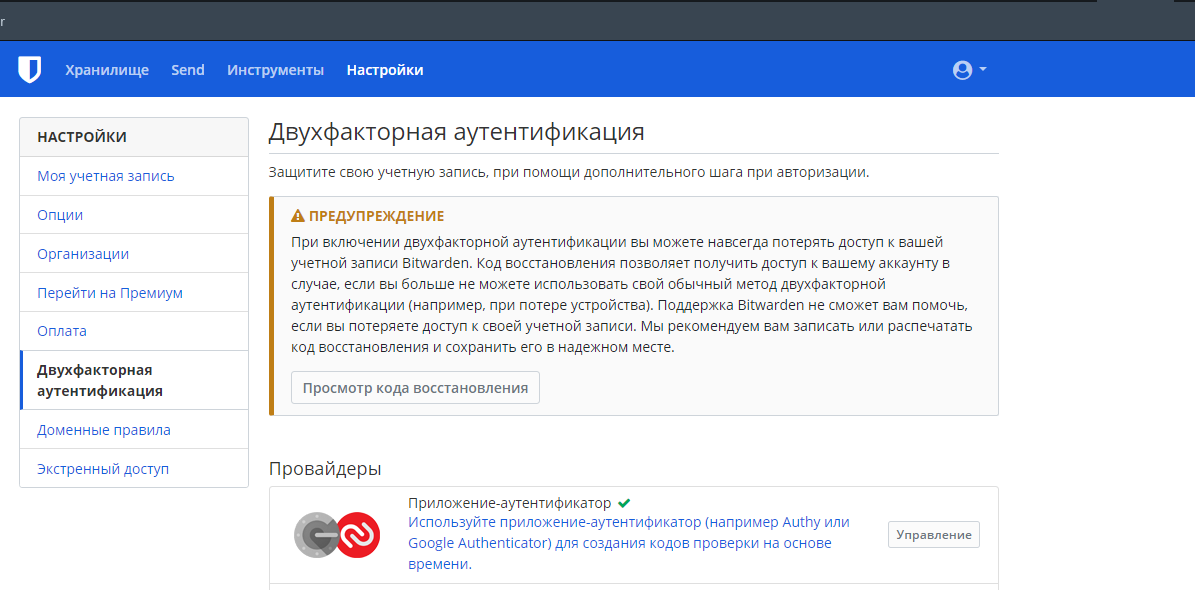 r
Хранилище Send Инструменты Настройки
НАСТРОЙКИ
Моя учетная запись
Опции
Организации
Перейти на Премиум
Оплата
Двухфакторная
аутентификация
Доменные правила
Экстренный доступ
Двухфакторная аутентификация
Защитите свою учетную запись, при помощи дополнительного шага при авторизации.
ПРЕДУПРЕЖДЕНИЕ
При включении двухфакторной аутентификации вы можете навсегда потерять доступ к вашей
учетной записи Bitwarden. Код восстановления позволяет получить доступ к вашему аккаунту в
случае, если вы больше не можете использовать свой обычный метод двухфакторной
аутентификации (например, при потере устройства). Поддержка Bitwarden не сможет вам помочь,
если вы потеряете доступ к своей учетной записи. Мы рекомендуем вам записать или распечатать
код восстановления и сохранить его в надежном месте.
Просмотр кода восстановления
Провайдеры
Приложение-аутентификатор
Используйте приложение-аутентификатор (например Authy или
Google Authenticator) для создания кодов проверки на основе
времени.
Управление